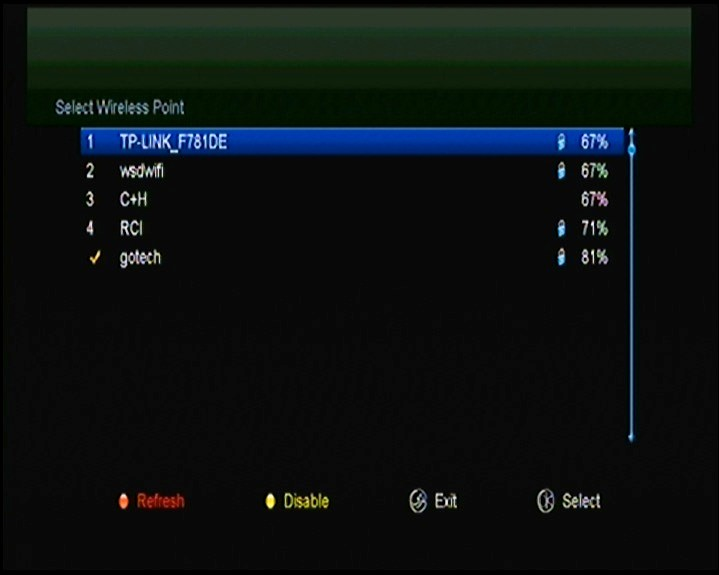 Select Wireless Point
1 TP-LINK_F781DE 67%
2 wsdwifi 67%
3 C+H 67%
4 RCI 71%
gotech 81%
Refresh Disable Exit Select